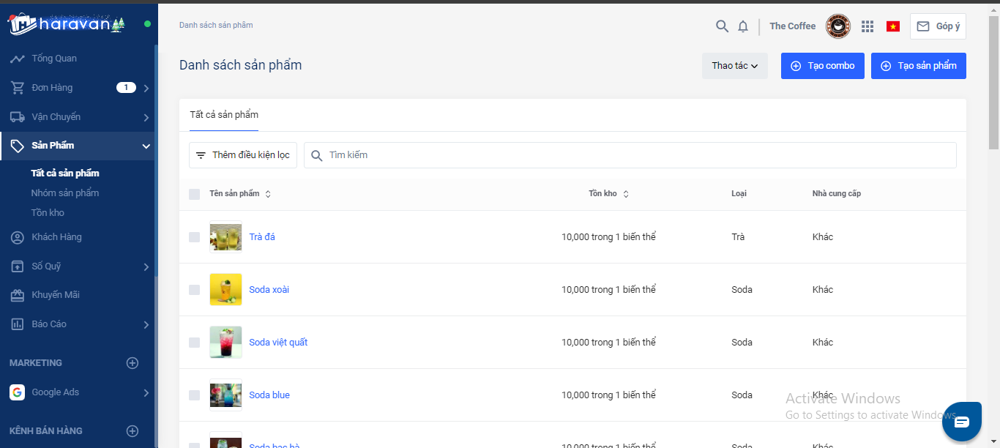 haravan
Danh sách sản phẩm
The Coffee
Góp ý
Tổng Quan
Đơn Hàng 1
Vận Chuyển
Sản Phẩm
Tất cả sản phẩm
Nhóm sản phẩm
Tồn kho
Khách Hàng
Sổ Quỹ
Khuyến Mãi
Báo Cáo
MARKETING
Google Ads
KÊNH BÁN HÀNG
Danh sách sản phẩm
Thao tác
Tạo combo
Tạo sản phẩm
Tất cả sản phẩm
Thêm điều kiện lọc
Tìm kiếm
Tên sản phẩm Tồn kho Loại Nhà cung cấp
Trà đá 10,000 trong 1 biến thể Trà Khác
Soda xoài 10,000 trong 1 biến thể Soda Khác
Soda việt quất 10,000 trong 1 biến thể Soda Khác
Soda blue 10,000 trong 1 biến thể Soda Khác
Soda bạc hà 10,000 trong 1 biến thể Soda Khác
Activate Windows
Go to Settings to activate Windows.